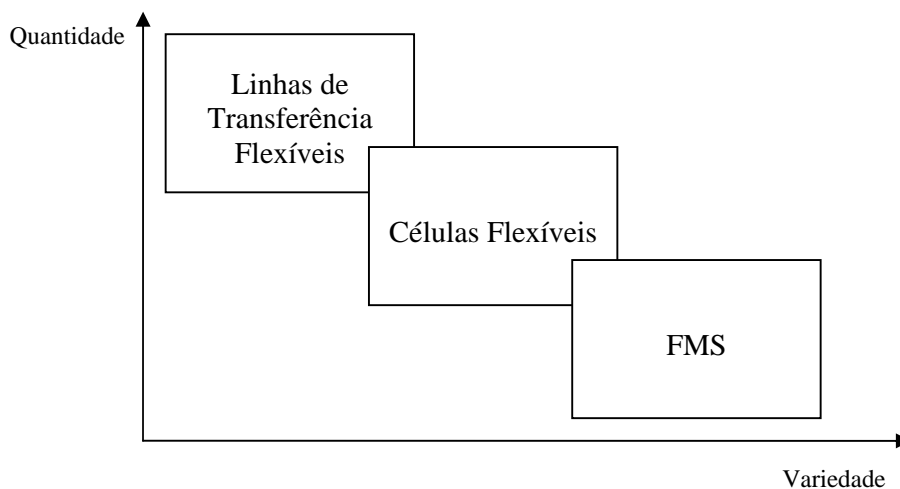 Quantidade
Linhas de
Transferência
Flexíveis
Células Flexíveis
FMS
Variedade